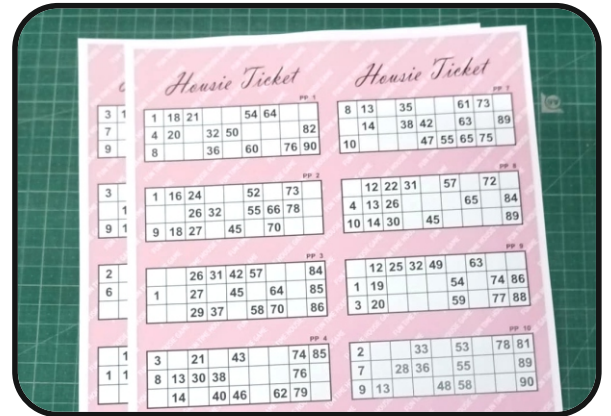 Housie Ticket
PP 1
1 18 21 54 64
4 20 32 50 82
8 36 60 76 90
PP 2
1 16 24 52 73
26 32 55 66 78
9 18 27 45 70
PP 3
26 31 42 57 84
1 27 45 64 85
29 37 58 70 86
PP 4
3 21 43 74 85
8 13 30 38 76
14 40 46 62 79
Housie Ticket
PP 7
8 13 35 61 73
14 38 42 63 89
10 47 55 65 75
PP 8
12 22 31 57 72
4 13 26 65 84
10 14 30 45 89
PP 9
12 25 32 49 63
1 19 54 74 86
3 20 59 77 88
PP 10
2 33 53 78 81
7 28 36 55 89
9 13 48 58 90
3
7
9
3
9
2
6